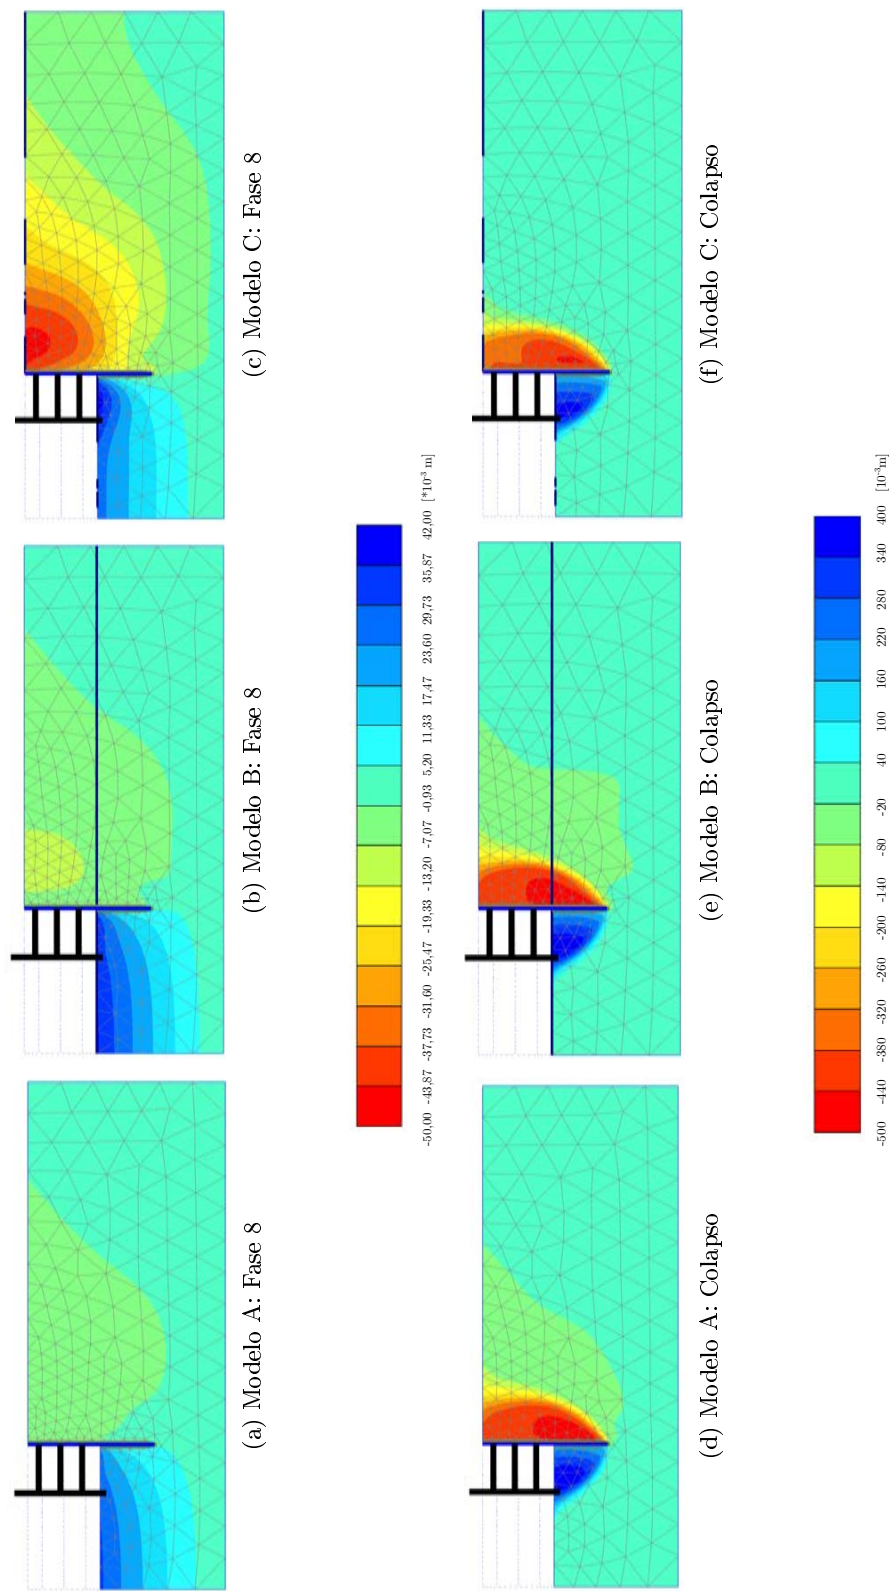 (a) Modelo A: Fase 8
(b) Modelo B: Fase 8
(c) Modelo C: Fase 8
-50,00 -43,87 -37,73 -31,60 -25,47 -19,33 -13,20 -7,07 -0,93 5,20 11,33 17,47 23,60 29,73 35,87 42,00 [*10⁻³ m]
(d) Modelo A: Colapso
(e) Modelo B: Colapso
(f) Modelo C: Colapso
-500 -440 -380 -320 -260 -200 -140 -80 -20 40 100 160 220 280 340 400 [10⁻³m]